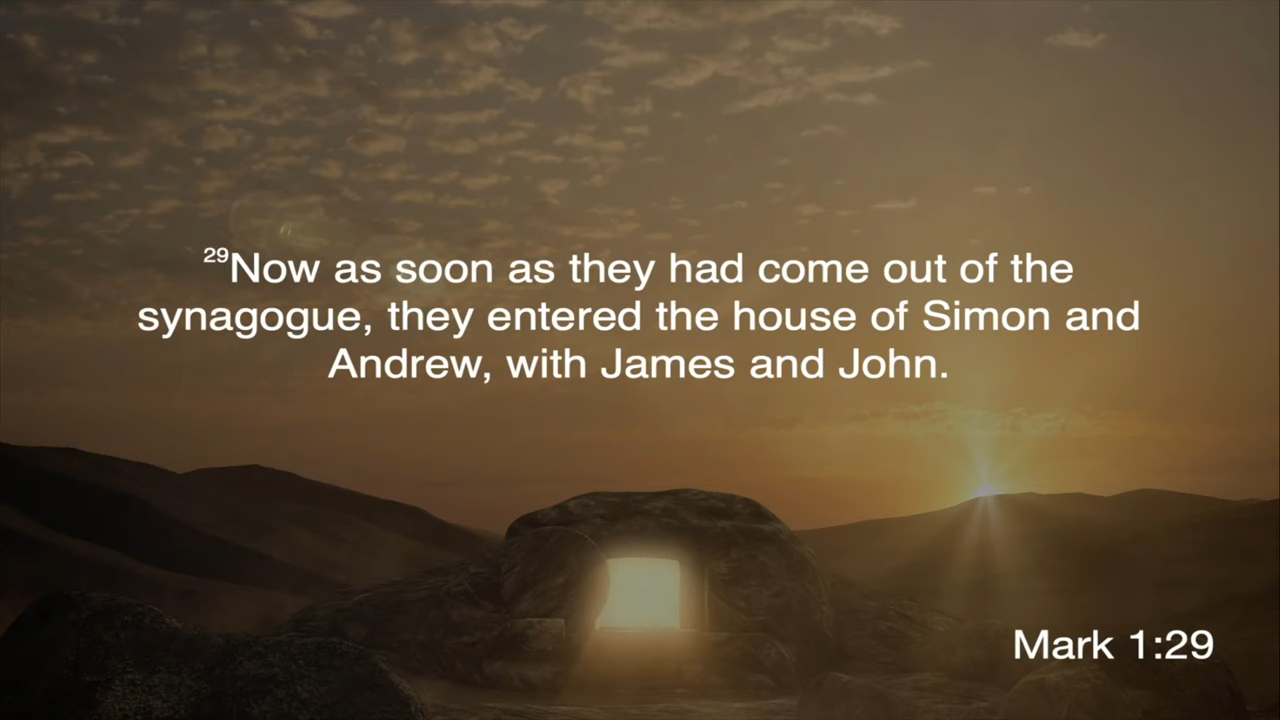 29Now as soon as they had come out of the
synagogue, they entered the house of Simon and
Andrew, with James and John.
Mark 1:29